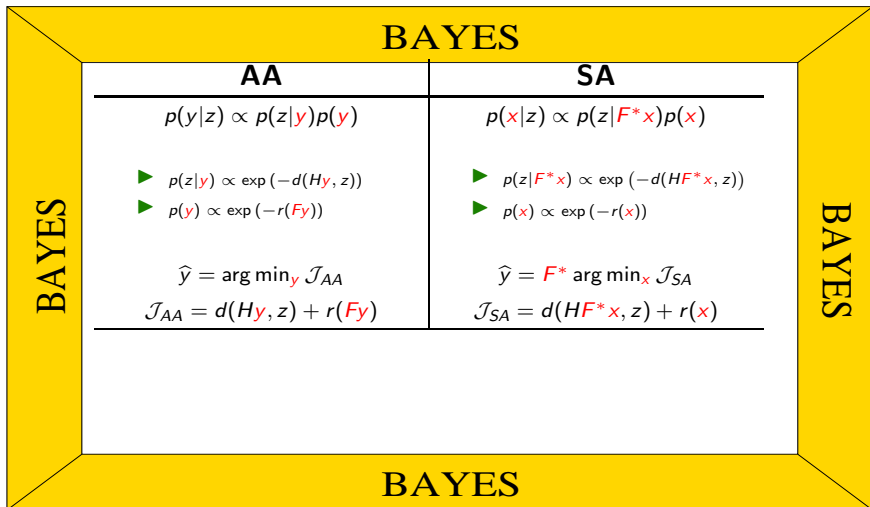 BAYES
AA SA
p(y|z) ∝ p(z|y)p(y) p(x|z) ∝ p(z|F*x)p(x)
▶ p(z|y) ∝ exp (−d(Hy, z)) ▶ p(z|F*x) ∝ exp (−d(HF*x, z))
▶ p(y) ∝ exp (−r(Fy)) ▶ p(x) ∝ exp (−r(x))
ŷ = arg min_y 𝒥_AA ŷ = F* arg min_x 𝒥_SA
𝒥_AA = d(Hy, z) + r(Fy) 𝒥_SA = d(HF*x, z) + r(x)
BAYES
BAYES
BAYES